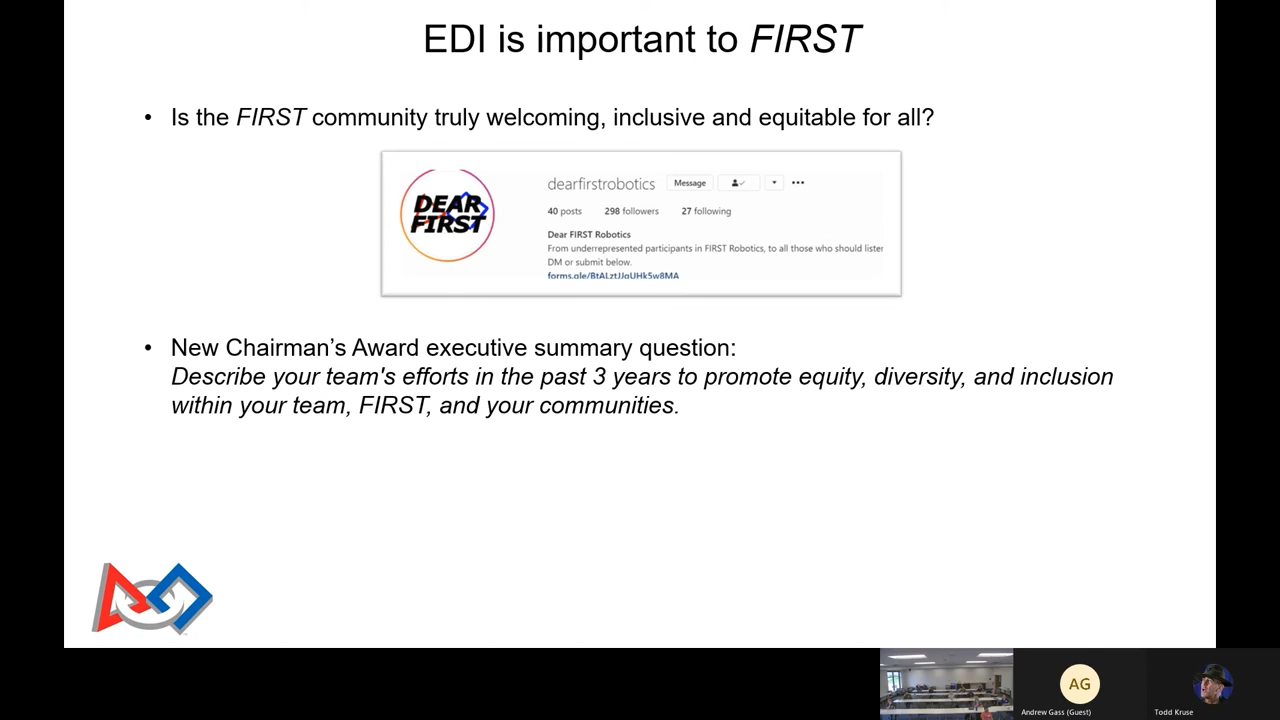 EDI is important to FIRST
• Is the FIRST community truly welcoming, inclusive and equitable for all?
DEAR
FIRST
dearfirstrobotics Message
40 posts 298 followers 27 following
Dear FIRST Robotics
From underrepresented participants in FIRST Robotics, to all those who should listen
DM or submit below.
forms.gle/BtALztJJqUHk5w8MA
• New Chairman's Award executive summary question:
Describe your team's efforts in the past 3 years to promote equity, diversity, and inclusion
within your team, FIRST, and your communities.
AG
Andrew Gass (Guest)
Todd Kruse